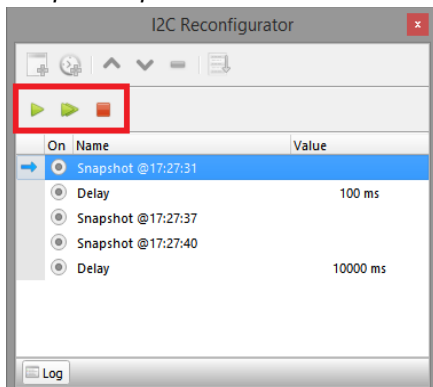 I2C Reconfigurator
x
On Name Value
Snapshot @17:27:31
Delay 100 ms
Snapshot @17:27:37
Snapshot @17:27:40
Delay 10000 ms
Log